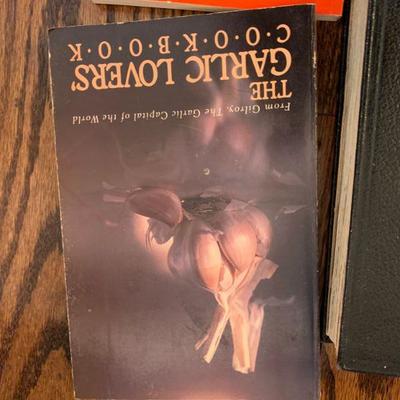 From Gilroy, The Garlic Capital of the World
THE
GARLIC LOVERS'
C•O•O•K•B•O•O•K